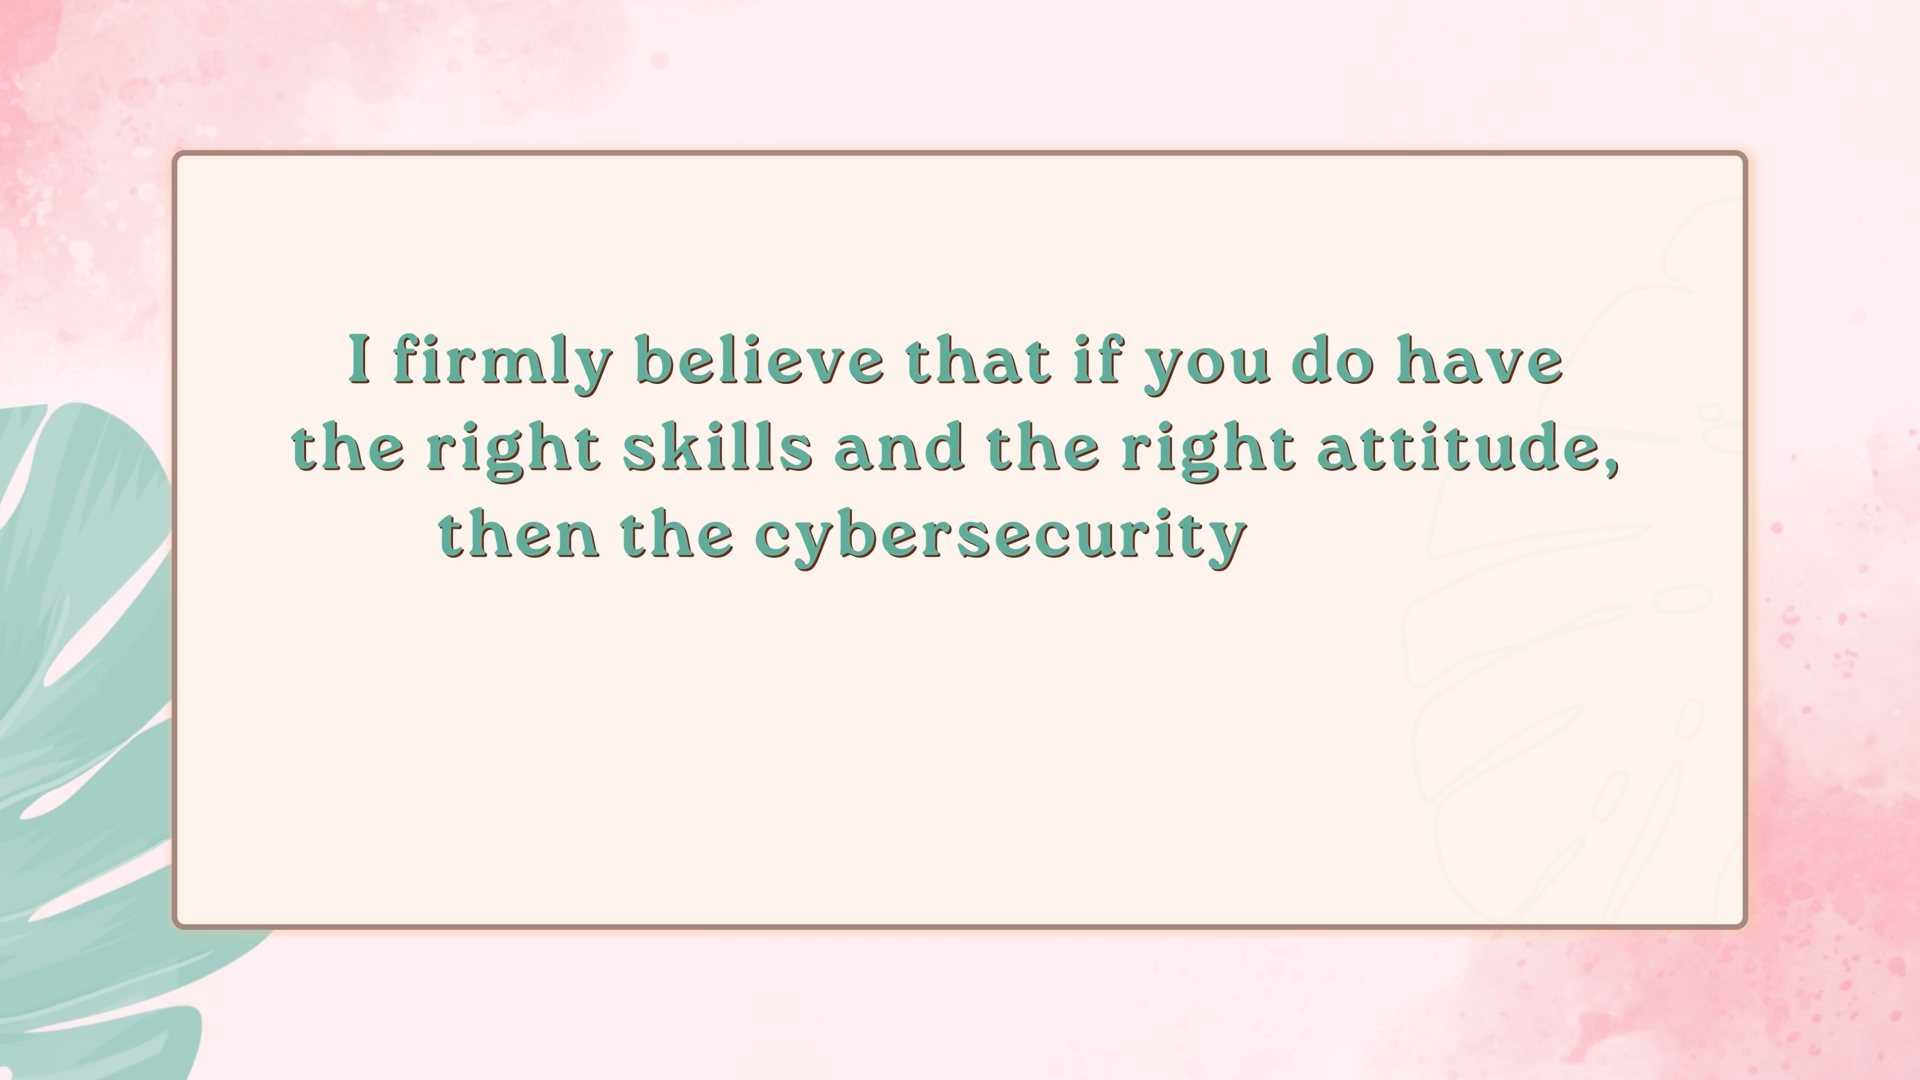 I firmly believe that if you do have
the right skills and the right attitude,
then the cybersecurity